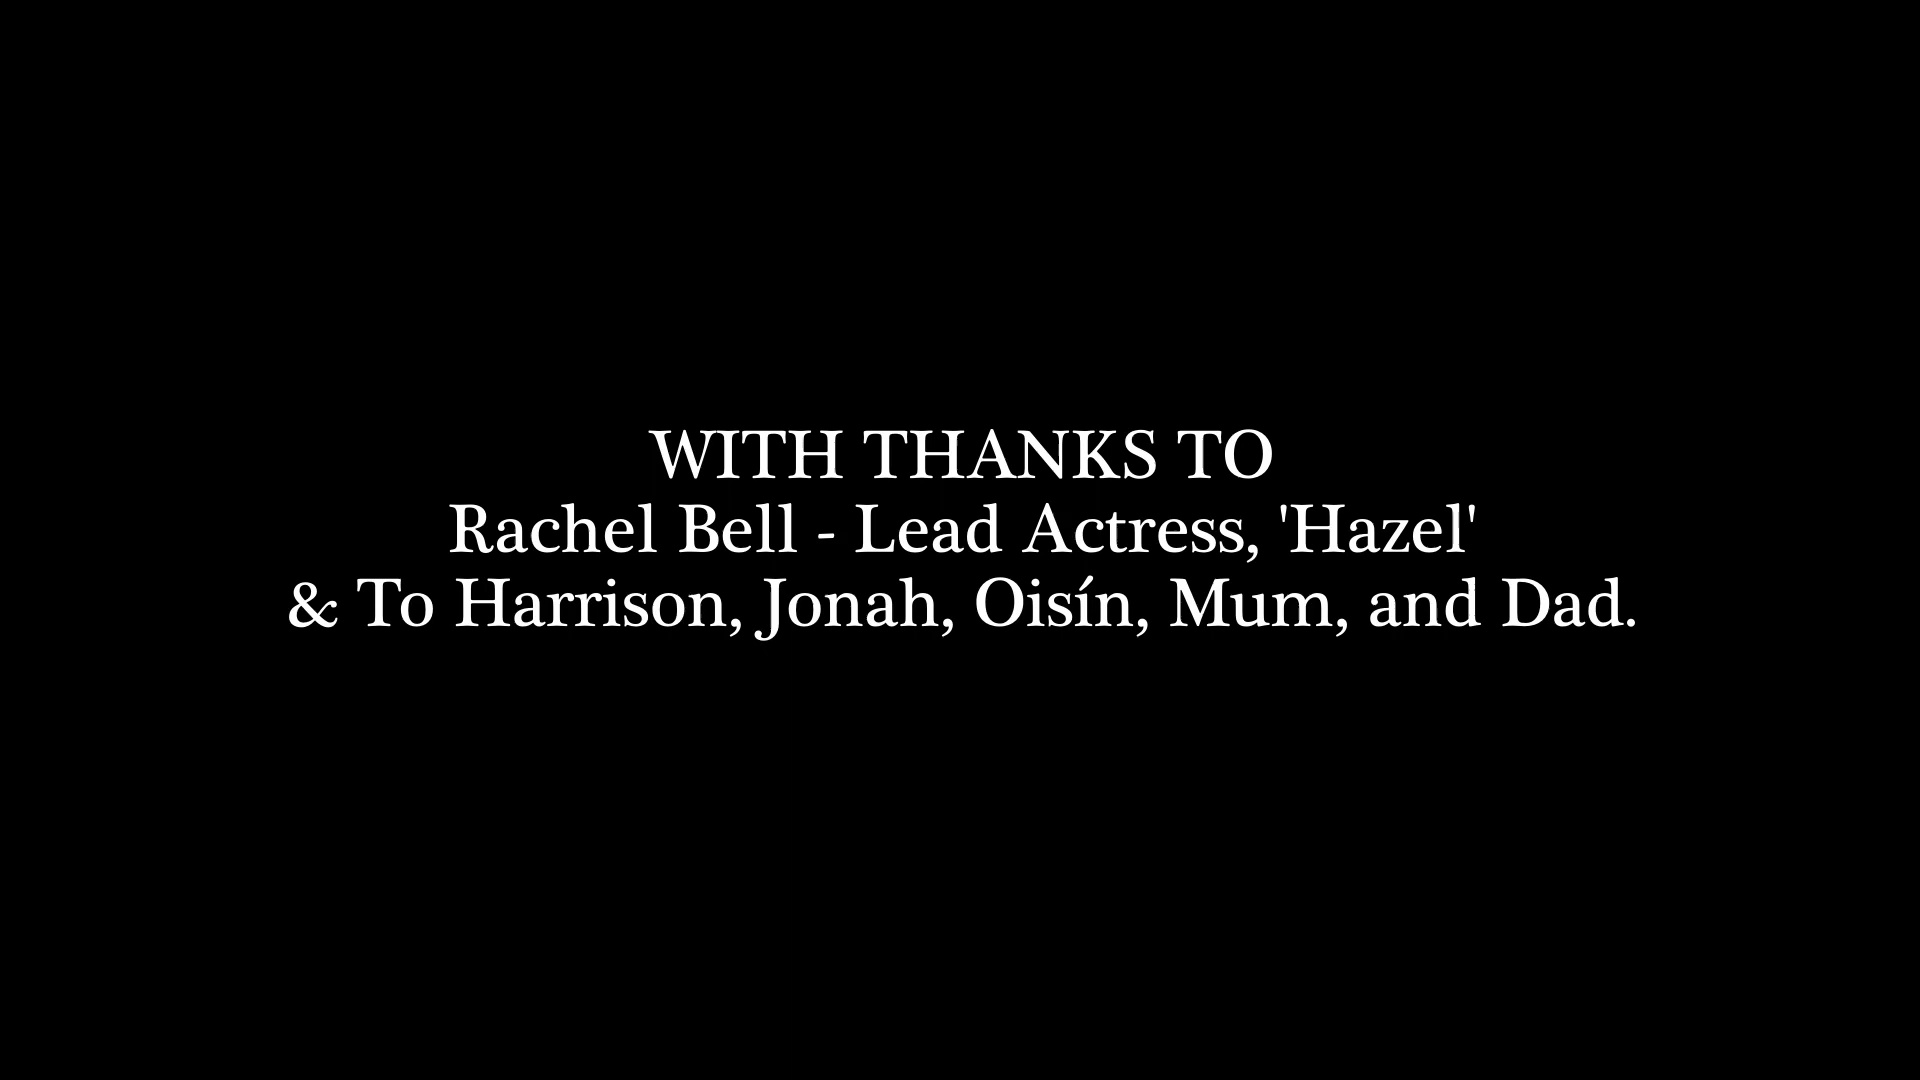 WITH THANKS TO
Rachel Bell - Lead Actress, 'Hazel'
& To Harrison, Jonah, Oisín, Mum, and Dad.